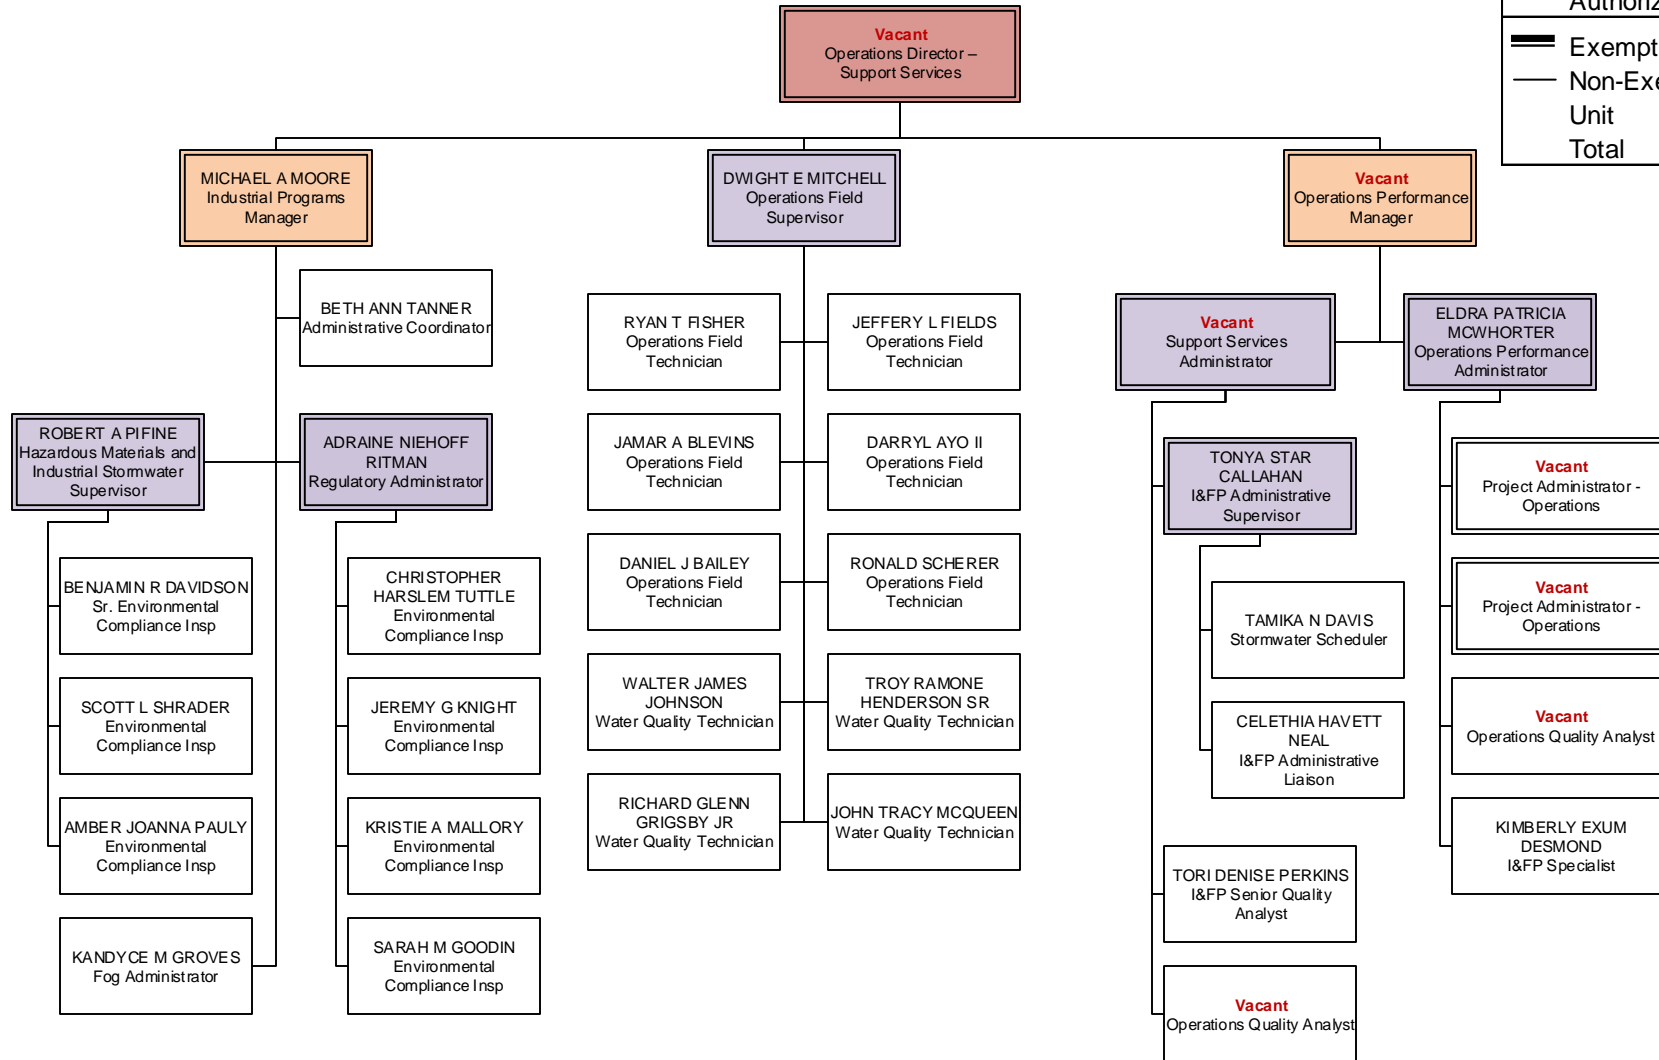 Vacant
Operations Director –
Support Services
Exempt
Unit
Total
MICHAEL A MOORE
Industrial Programs
Manager
DWIGHT E MITCHELL
Operations Field
Supervisor
Vacant
Operations Performance
Manager
BETH ANN TANNER
Administrative Coordinator
ROBERT A PIFINE
Hazardous Materials and
Industrial Stormwater
Supervisor
ADRAINE NIEHOFF
RITMAN
Regulatory Administrator
BENJAMIN R DAVIDSON
Sr. Environmental
Compliance Insp
SCOTT L SHRADER
Environmental
Compliance Insp
AMBER JOANNA PAULY
Environmental
Compliance Insp
KANDYCE M GROVES
Fog Administrator
CHRISTOPHER
HARSLEM TUTTLE
Environmental
Compliance Insp
JEREMY G KNIGHT
Environmental
Compliance Insp
KRISTIE A MALLORY
Environmental
Compliance Insp
SARAH M GOODIN
Environmental
Compliance Insp
RYAN T FISHER
Operations Field
Technician
JEFFERY L FIELDS
Operations Field
Technician
JAMAR A BLEVINS
Operations Field
Technician
DARRYL AYO II
Operations Field
Technician
DANIEL J BAILEY
Operations Field
Technician
RONALD SCHERER
Operations Field
Technician
WALTER JAMES
JOHNSON
Water Quality Technician
TROY RAMONE
HENDERSON SR
Water Quality Technician
RICHARD GLENN
GRIGSBY JR
Water Quality Technician
JOHN TRACY MCQUEEN
Water Quality Technician
Vacant
Support Services
Administrator
ELDRA PATRICIA
MCWHORTER
Operations Performance
Administrator
TONYA STAR
CALLAHAN
I&FP Administrative
Supervisor
TAMIKA N DAVIS
Stormwater Scheduler
CELETHIA HAVETT
NEAL
I&FP Administrative
Liaison
TORI DENISE PERKINS
I&FP Senior Quality
Analyst
Vacant
Operations Quality Analyst
Vacant
Project Administrator -
Operations
Vacant
Project Administrator -
Operations
Vacant
Operations Quality Analyst
KIMBERLY EXUM
DESMOND
I&FP Specialist